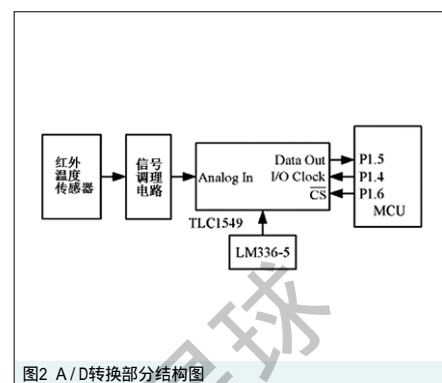 红外
温度
传感器
信号
调理
电路
Analog In
Data Out
I/O Clock
CS
TLC1549
LM336-5
P1.5
P1.4
P1.6
MCU
球
图2 A/D转换部分结构图